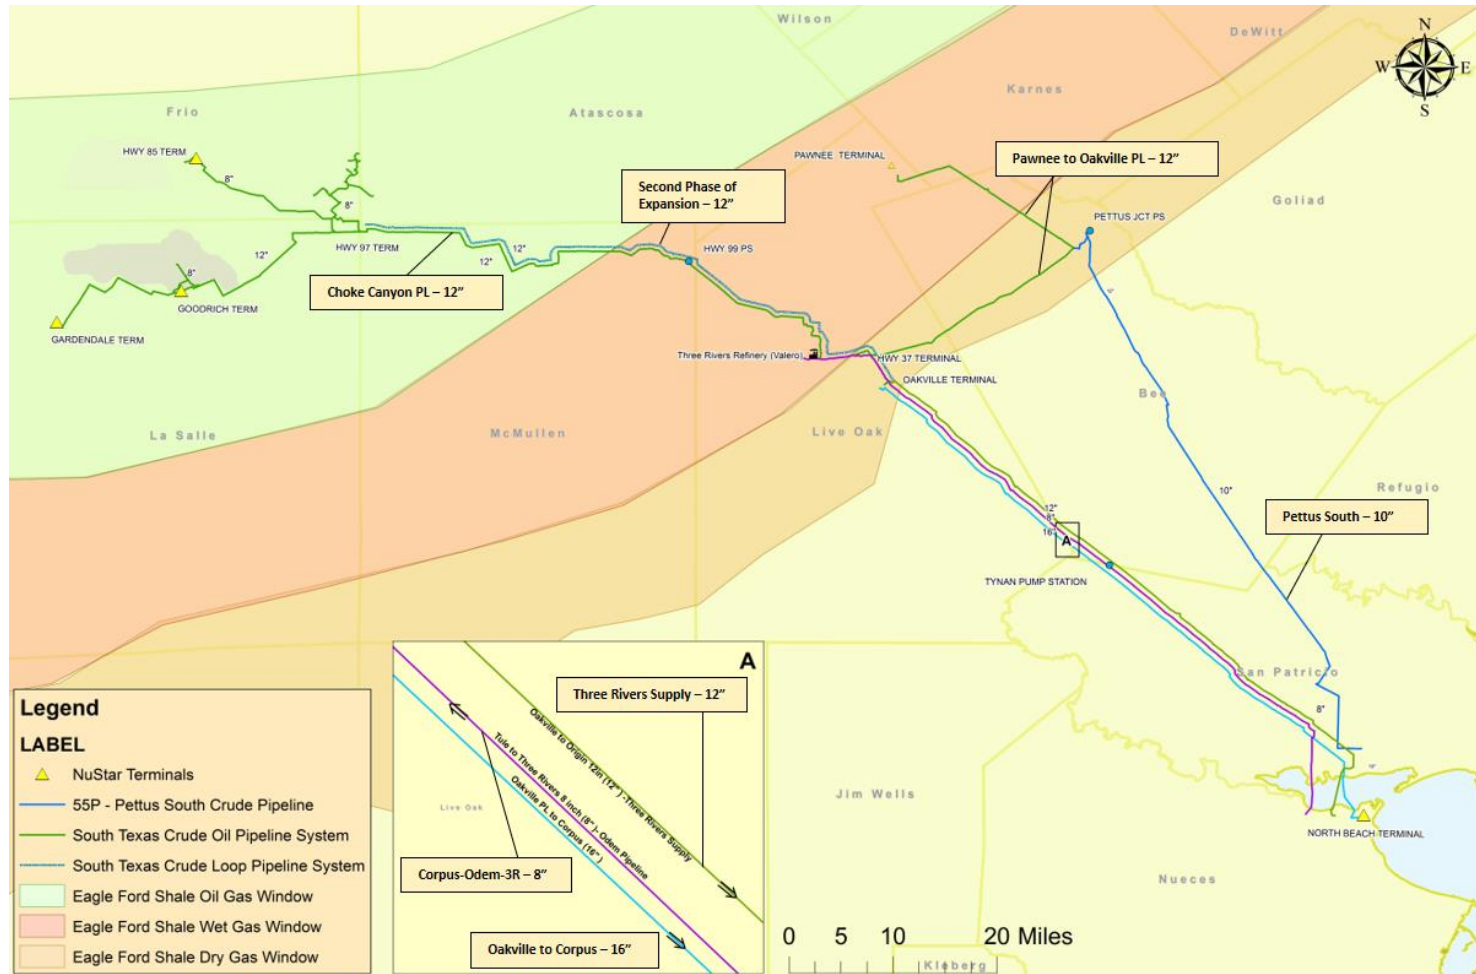 Wilson
DeWitt
N
W
E
S
Karnes
Frio
Atascosa
HWY 85 TERM
PAWNEE TERMINAL
Pawnee to Oakville PL – 12"
8"
Second Phase of
Expansion – 12"
Goliad
8"
PETTUS JCT PS
HWY 97 TERM
12"
12"
12"
HWY 99 PS
8"
Choke Canyon PL – 12"
GOODRICH TERM
GARDENDALE TERM
Three Rivers Refinery (Valero)
HWY 37 TERMINAL
OAKVILLE TERMINAL
Bee
La Salle
McMullen
Live Oak
10"
Refugio
12"
8"
16"
A
Pettus South – 10"
TYNAN PUMP STATION
San Patricio
8"
Jim Wells
NORTH BEACH TERMINAL
Nueces
Kleberg
0 5 10 20 Miles
A
Three Rivers Supply – 12"
Oakville to Origin 12in (12") -Three Rivers Supply
Tule to Three Rivers 8 inch (8")- Odem Pipeline
Oakville PL to Corpus (16")
Live Oak
Corpus-Odem-3R – 8"
Oakville to Corpus – 16"
Legend
LABEL
NuStar Terminals
55P - Pettus South Crude Pipeline
South Texas Crude Oil Pipeline System
South Texas Crude Loop Pipeline System
Eagle Ford Shale Oil Gas Window
Eagle Ford Shale Wet Gas Window
Eagle Ford Shale Dry Gas Window